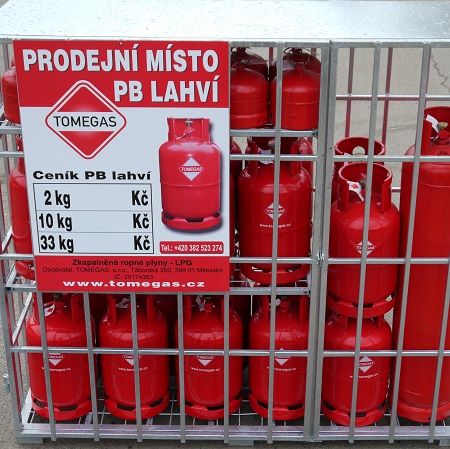 PRODEJNÍ MÍSTO
PB LAHVÍ
TOMEGAS
Ceník PB lahví
2 kg Kč
10 kg Kč
33 kg Kč
TOMEGAS
Tel.: +420 382 523 274
Zkapalněné ropné plyny - LPG
Dodavatel: TOMEGAS, s.r.o., Táborská 260, 399 01 Milevsko
www.tomegas.cz